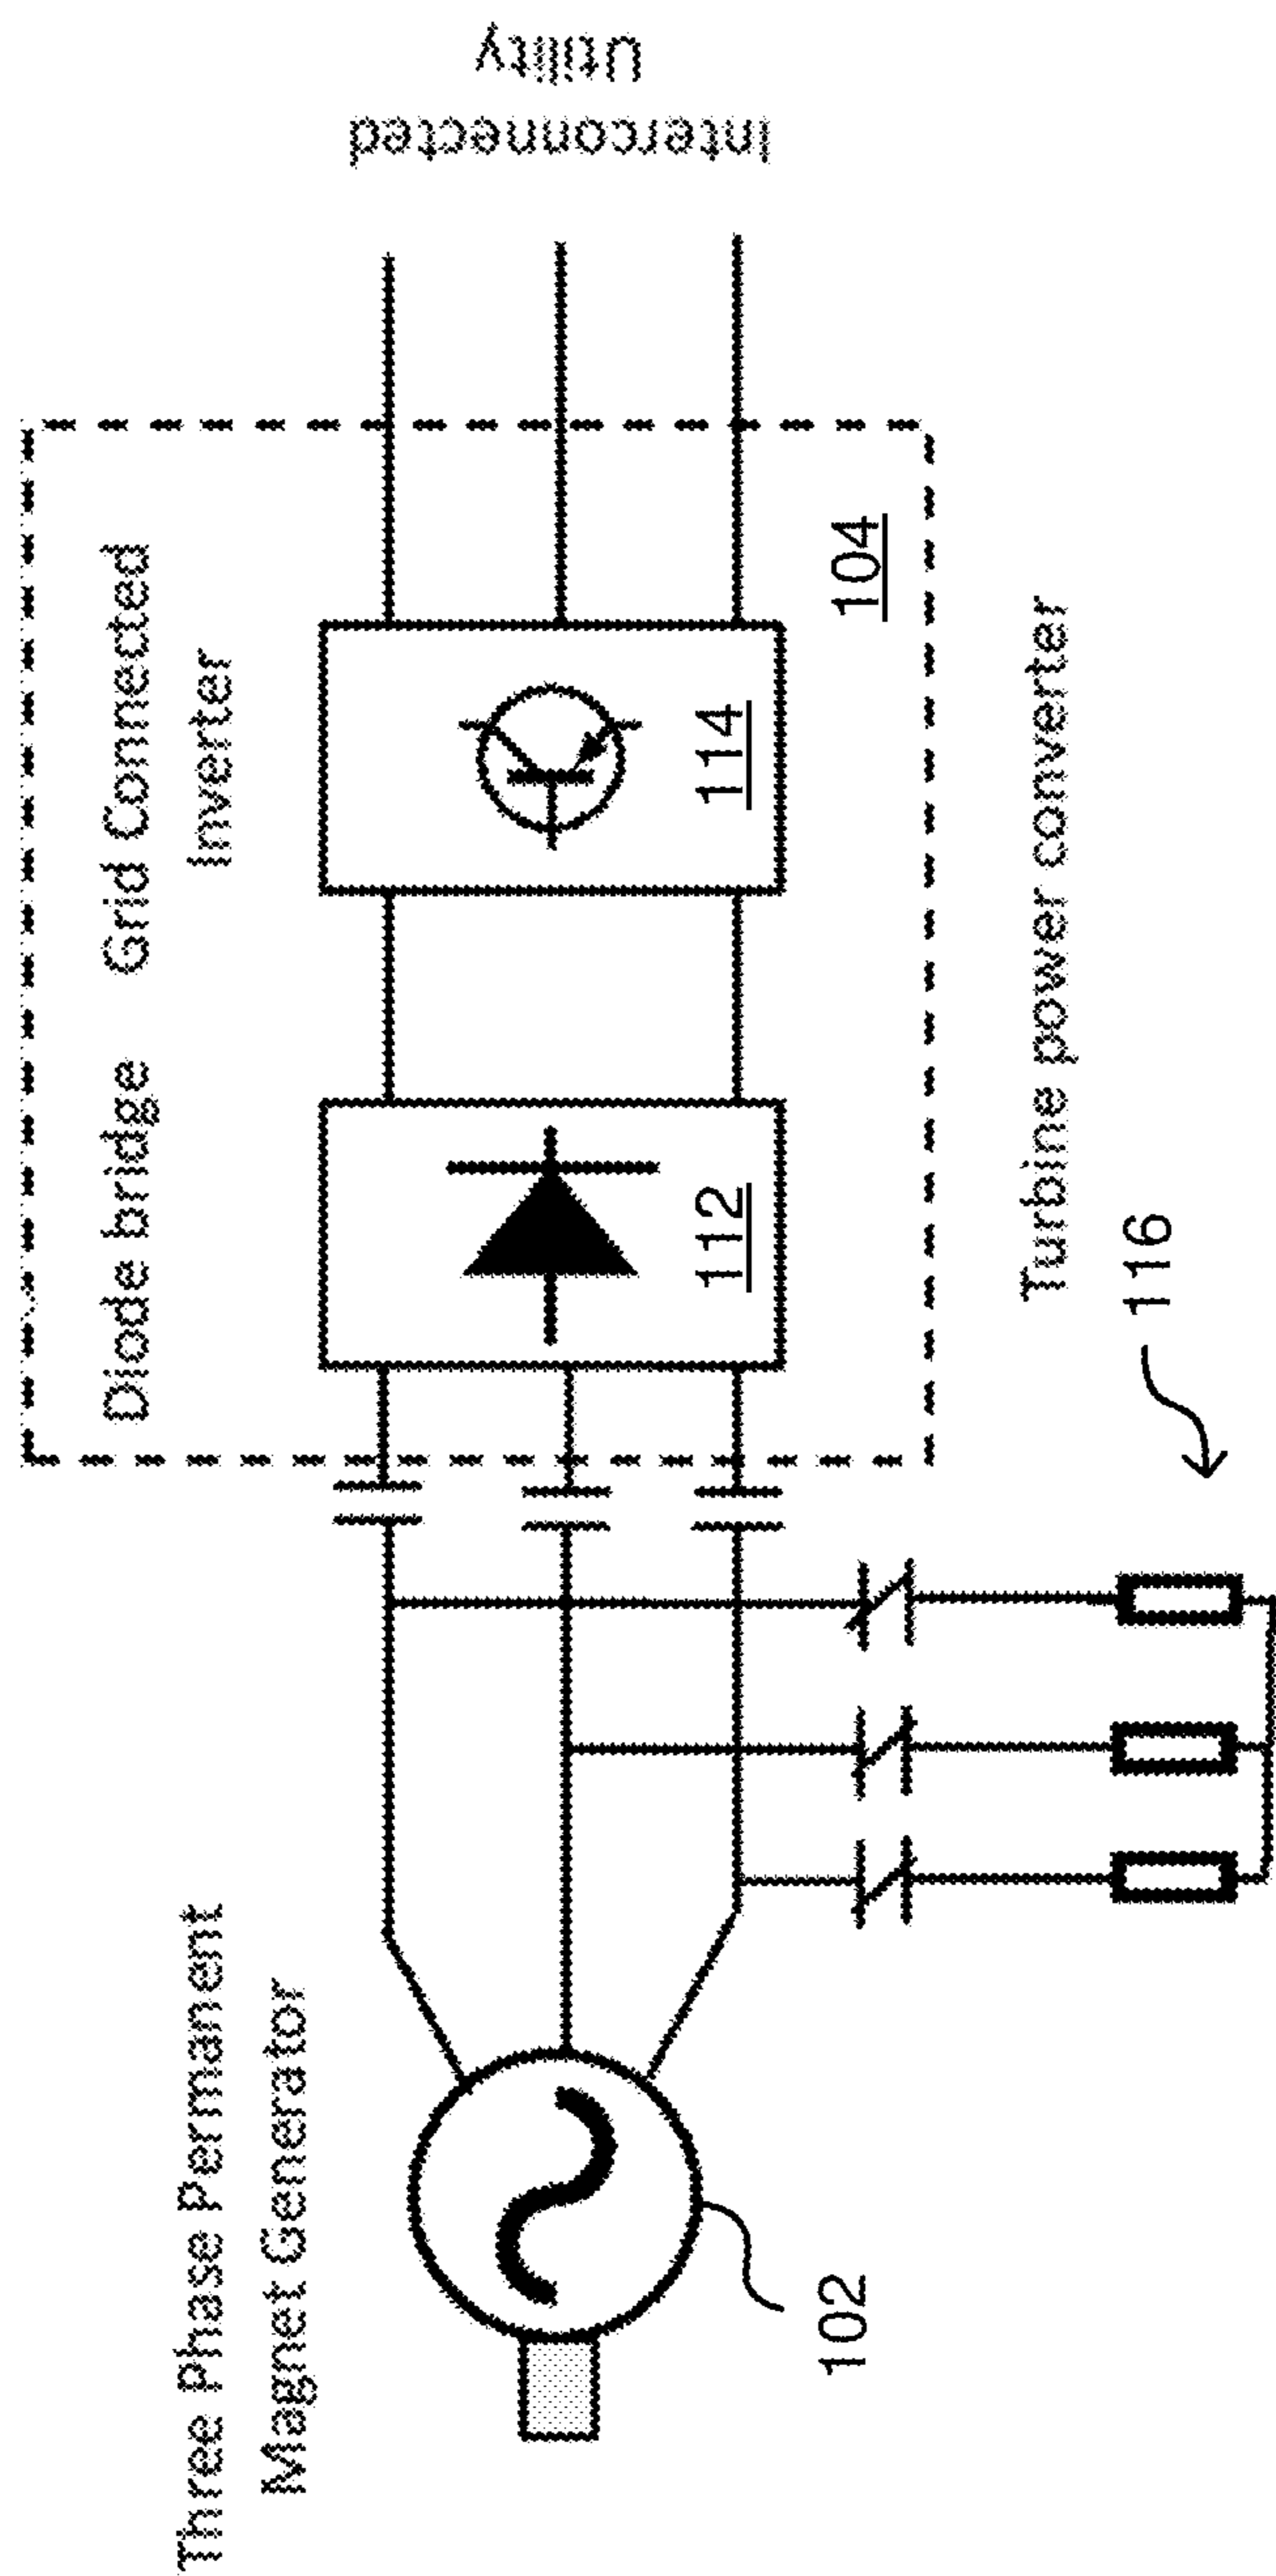 Three Phase Permanent
Magnet Generator
102
Diode bridge
Grid Connected
Inverter
112
114
104
Turbine power converter
116
Interconnected
Utility